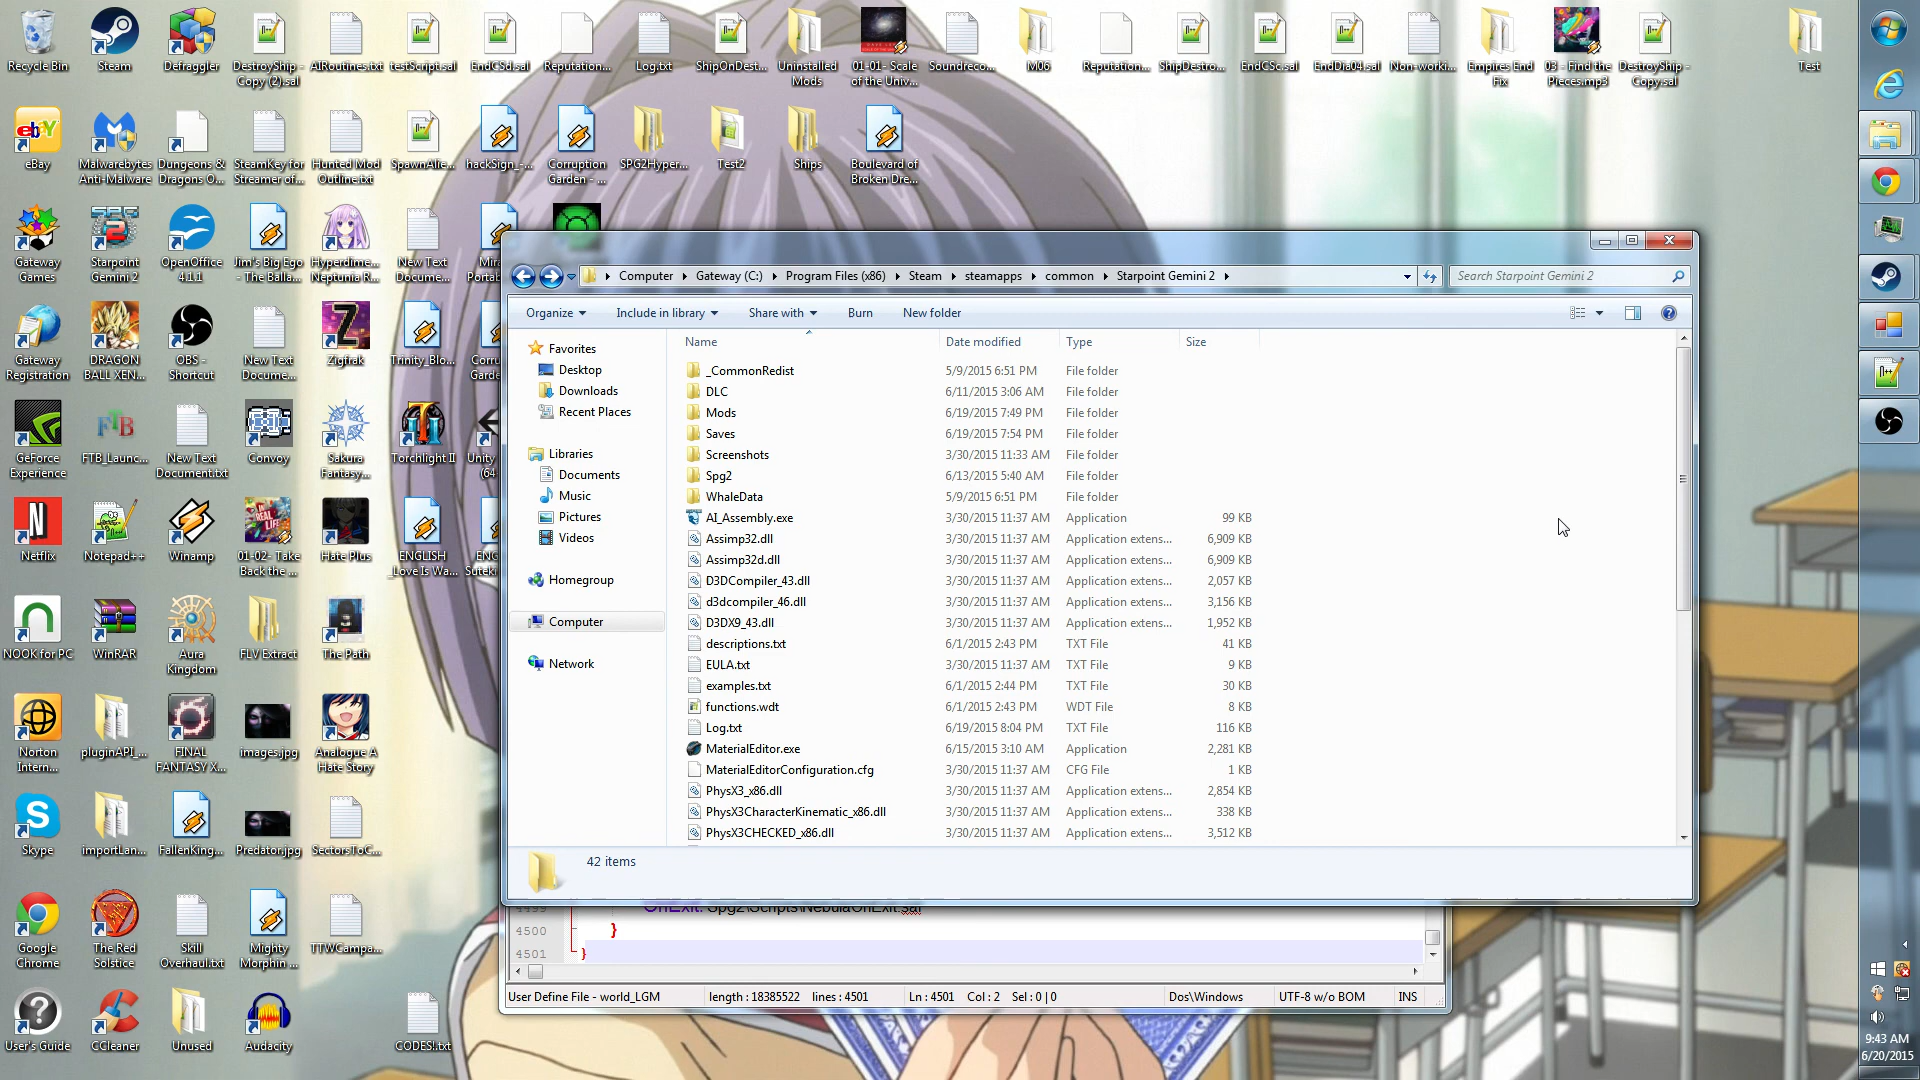 Recycle Bin
Steam
Defraggler
DestroyShip - Copy (2).sal
AIRoutines.txt
testScript.sal
EndCSd.sal
Reputation...
Log.txt
ShipOnDest...
Uninstalled Mods
01-01- Scale of the Univ...
Soundreco...
M06
Reputation...
ShipDestro...
EndGSc.sal
EndDia04.sal
Non-worki...
Empires End Fix
03 - Find the Pieces.mp3
DestroyShip - Copy.sal
Test
eBay
Malwarebytes Anti-Malware
Dungeons & Dragons O...
SteamKey for Streamer of...
Hunted Mod Outline.txt
SpawnAlie...
hackSign_-...
Corruption Garden - ...
SPG2Hyper...
Test2
Ships
Boulevard of Broken Dre...
Gateway Games
Starpoint Gemini 2
OpenOffice 4.1.1
Jim's Big Ego - The Balla...
Hyperdime... Neptunia R...
New Text Docume...
Computer
Gateway (C:)
Program Files (x86)
Steam
steamapps
common
Starpoint Gemini 2
Search Starpoint Gemini 2
Organize
Include in library
Share with
Burn
New folder
Gateway Registration
DRAGON BALL XEN...
OBS - Shortcut
New Text Docume...
Zigfrak
Trinity_Blo...
GeForce Experience
FTB_Launc...
New Text Document.txt
Convoy
Sakura Fantasy...
Torchlight II
Netflix
Notepad++
Winamp
01-02- Take Back the ...
Hate Plus
ENGLISH _Love Is Wa...
NOOK for PC
WinRAR
Aura Kingdom
FLV Extract
The Path
Norton Intern...
pluginAPI_...
FINAL FANTASY X...
images.jpg
Analogue A Hate Story
Skype
importLan...
FallenKing...
Predator.jpg
SectorsToC...
Google Chrome
The Red Solstice
Skill Overhaul.txt
Mighty Morphin ...
TTWCampa...
User's Guide
CCleaner
Unused
Audacity
CODES!.txt
Favorites
Desktop
Downloads
Recent Places
Libraries
Documents
Music
Pictures
Videos
Homegroup
Computer
Network
Name Date modified Type Size
_CommonRedist 5/9/2015 6:51 PM File folder
DLC 6/11/2015 3:06 AM File folder
Mods 6/19/2015 7:49 PM File folder
Saves 6/19/2015 7:54 PM File folder
Screenshots 3/30/2015 11:33 AM File folder
Spg2 6/13/2015 5:40 AM File folder
WhaleData 5/9/2015 6:51 PM File folder
AI_Assembly.exe 3/30/2015 11:37 AM Application 99 KB
Assimp32.dll 3/30/2015 11:37 AM Application extens... 6,909 KB
Assimp32d.dll 3/30/2015 11:37 AM Application extens... 6,909 KB
D3DCompiler_43.dll 3/30/2015 11:37 AM Application extens... 2,057 KB
d3dcompiler_46.dll 3/30/2015 11:37 AM Application extens... 3,156 KB
D3DX9_43.dll 3/30/2015 11:37 AM Application extens... 1,952 KB
descriptions.txt 6/1/2015 2:43 PM TXT File 41 KB
EULA.txt 3/30/2015 11:37 AM TXT File 9 KB
examples.txt 6/1/2015 2:44 PM TXT File 30 KB
functions.wdt 6/1/2015 2:43 PM WDT File 8 KB
Log.txt 6/19/2015 8:04 PM TXT File 116 KB
MaterialEditor.exe 6/15/2015 3:10 AM Application 2,281 KB
MaterialEditorConfiguration.cfg 3/30/2015 11:37 AM CFG File 1 KB
PhysX3_x86.dll 3/30/2015 11:37 AM Application extens... 2,854 KB
PhysX3CharacterKinematic_x86.dll 3/30/2015 11:37 AM Application extens... 338 KB
PhysX3CHECKED_x86.dll 3/30/2015 11:37 AM Application extens... 3,512 KB
42 items
4499 OnExit: Spg2\Scripts\NebulaOnExit.sal
4500 }
4501 }
User Define File - world_LGM length : 18385522 lines : 4501 Ln : 4501 Col : 2 Sel : 0 | 0 Dos\Windows UTF-8 w/o BOM INS
9:43 AM
6/20/2015